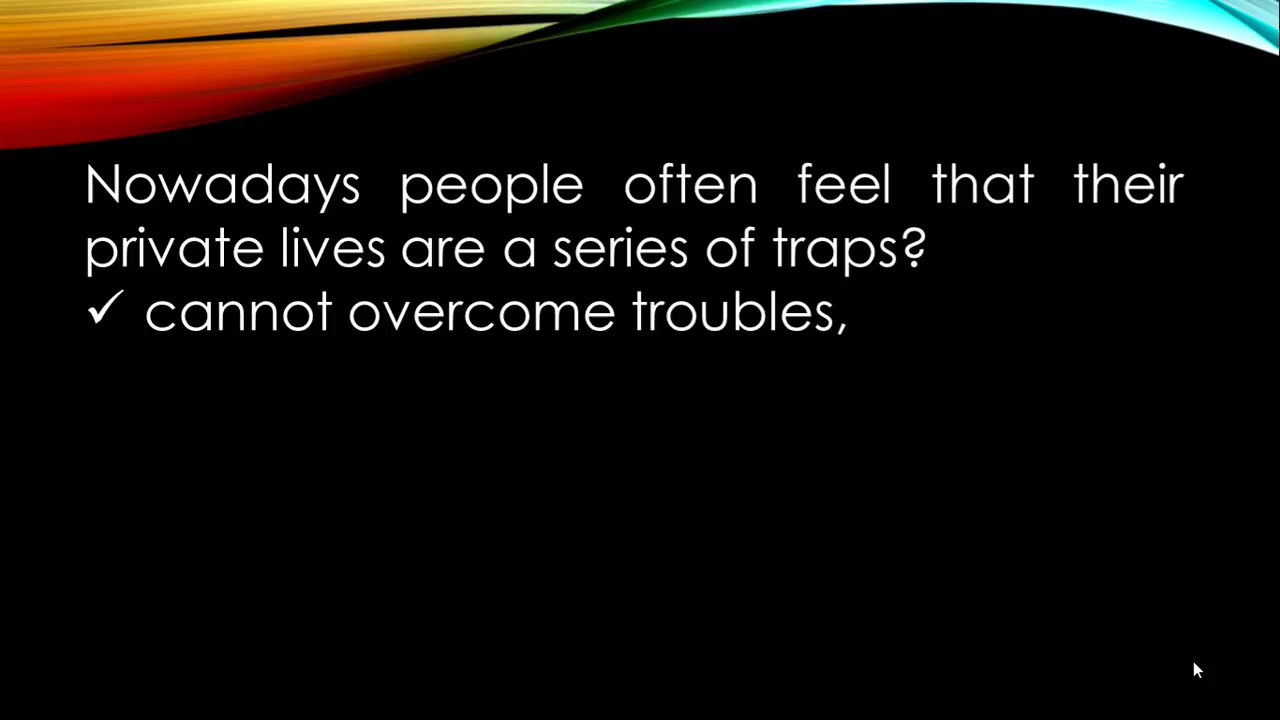 Nowadays people often feel that their
private lives are a series of traps?
✓ cannot overcome troubles,